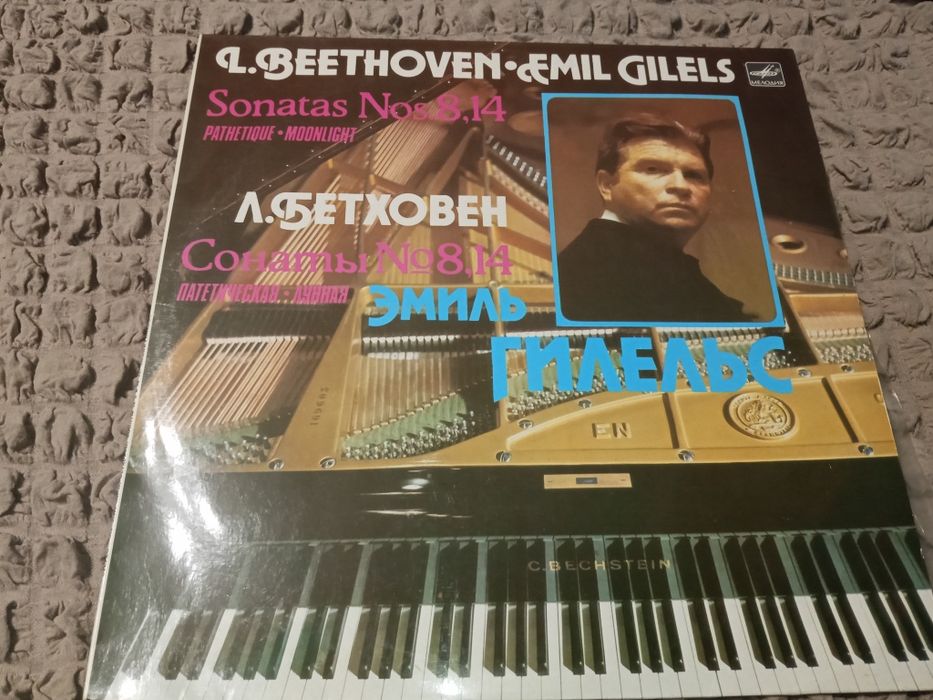 L.BEETHOVEN•EMIL GILELS
МЕЛОДИЯ
Sonatas Nos.8,14
PATHETIQUE • MOONLIGHT
Л.БЕТХОВЕН
Сонаты №8,14
ПАТЕТИЧЕСКАЯ • ЛУННАЯ
ЭМИЛЬ
ГИЛЕЛЬС
EN
C.BECHSTEIN